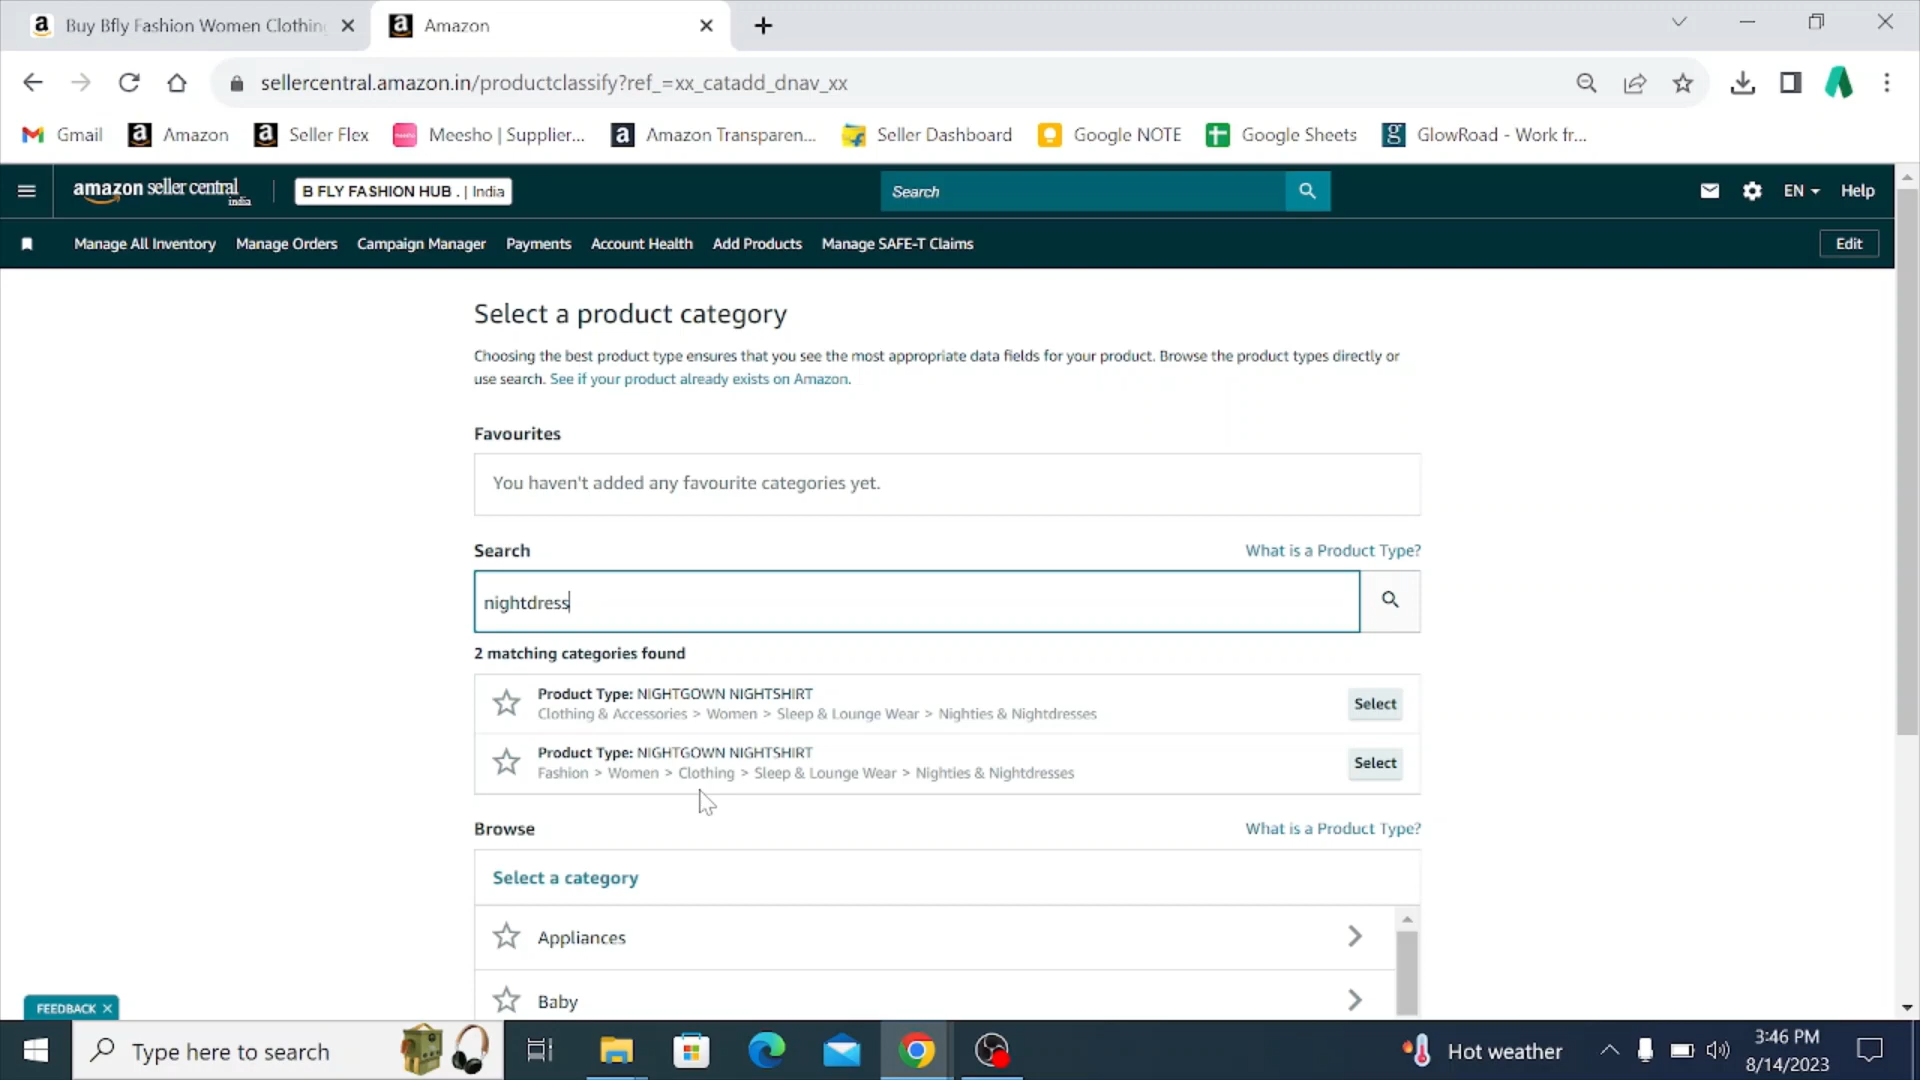 Buy Bfly Fashion Women Clothing
Amazon
sellercentral.amazon.in/productclassify?ref_=xx_catadd_dnav_xx
Gmail Amazon Seller Flex Meesho | Supplier... Amazon Transparen... Seller Dashboard Google NOTE Google Sheets GlowRoad - Work fr...
amazon seller central india B FLY FASHION HUB . | India Search EN Help
Manage All Inventory Manage Orders Campaign Manager Payments Account Health Add Products Manage SAFE-T Claims Edit
Select a product category
Choosing the best product type ensures that you see the most appropriate data fields for your product. Browse the product types directly or
use search. See if your product already exists on Amazon.
Favourites
You haven't added any favourite categories yet.
Search What is a Product Type?
nightdress
2 matching categories found
Product Type: NIGHTGOWN NIGHTSHIRT
Clothing & Accessories > Women > Sleep & Lounge Wear > Nighties & Nightdresses
Select
Product Type: NIGHTGOWN NIGHTSHIRT
Fashion > Women > Clothing > Sleep & Lounge Wear > Nighties & Nightdresses
Select
Browse What is a Product Type?
Select a category
Appliances
Baby
FEEDBACK ×
Type here to search
Hot weather
3:46 PM
8/14/2023